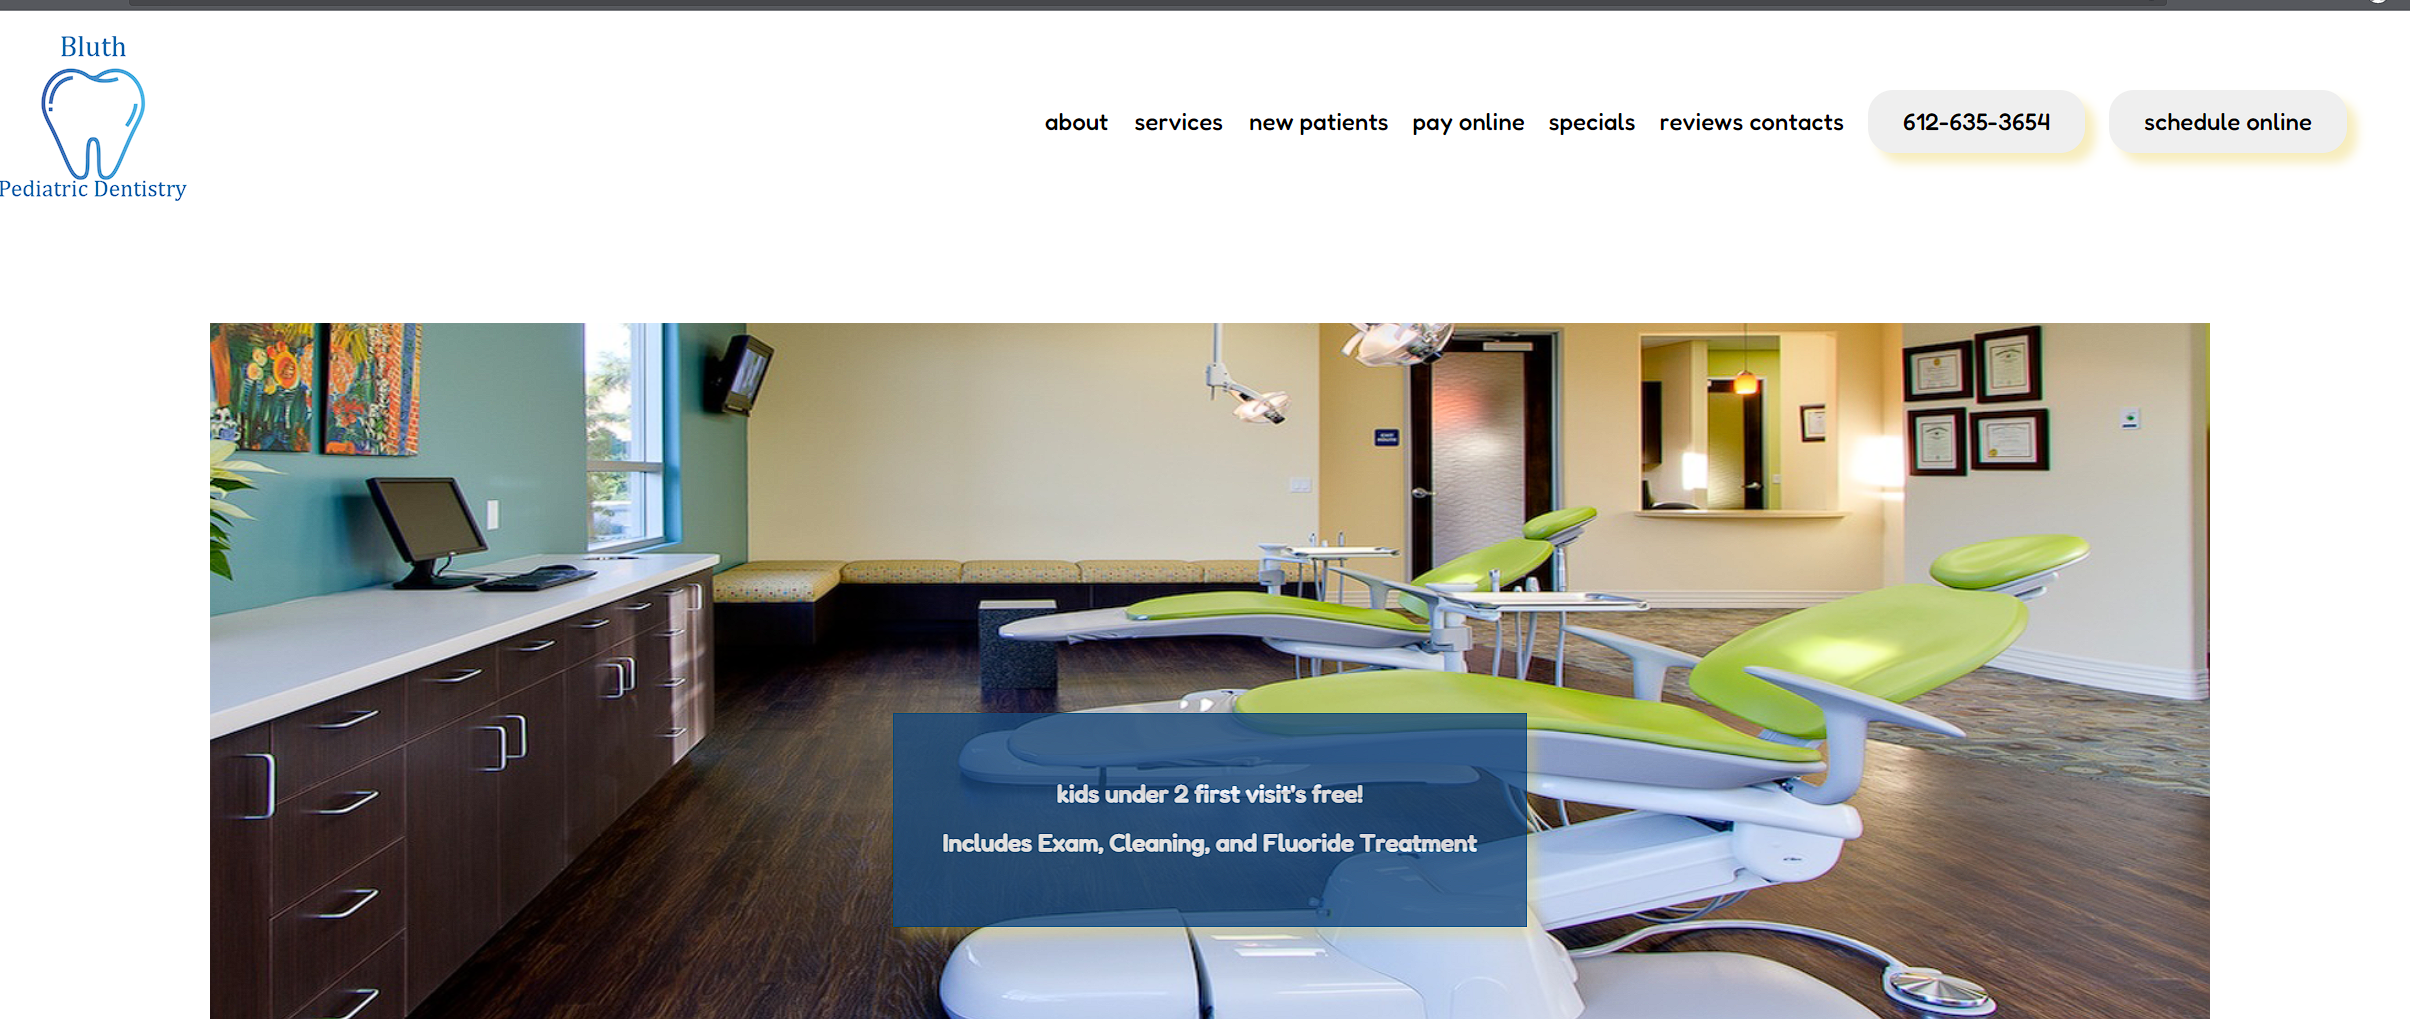 Bluth
Pediatric Dentistry
about services new patients pay online specials reviews contacts 612-635-3654 schedule online
kids under 2 first visit's free!
Includes Exam, Cleaning, and Fluoride Treatment